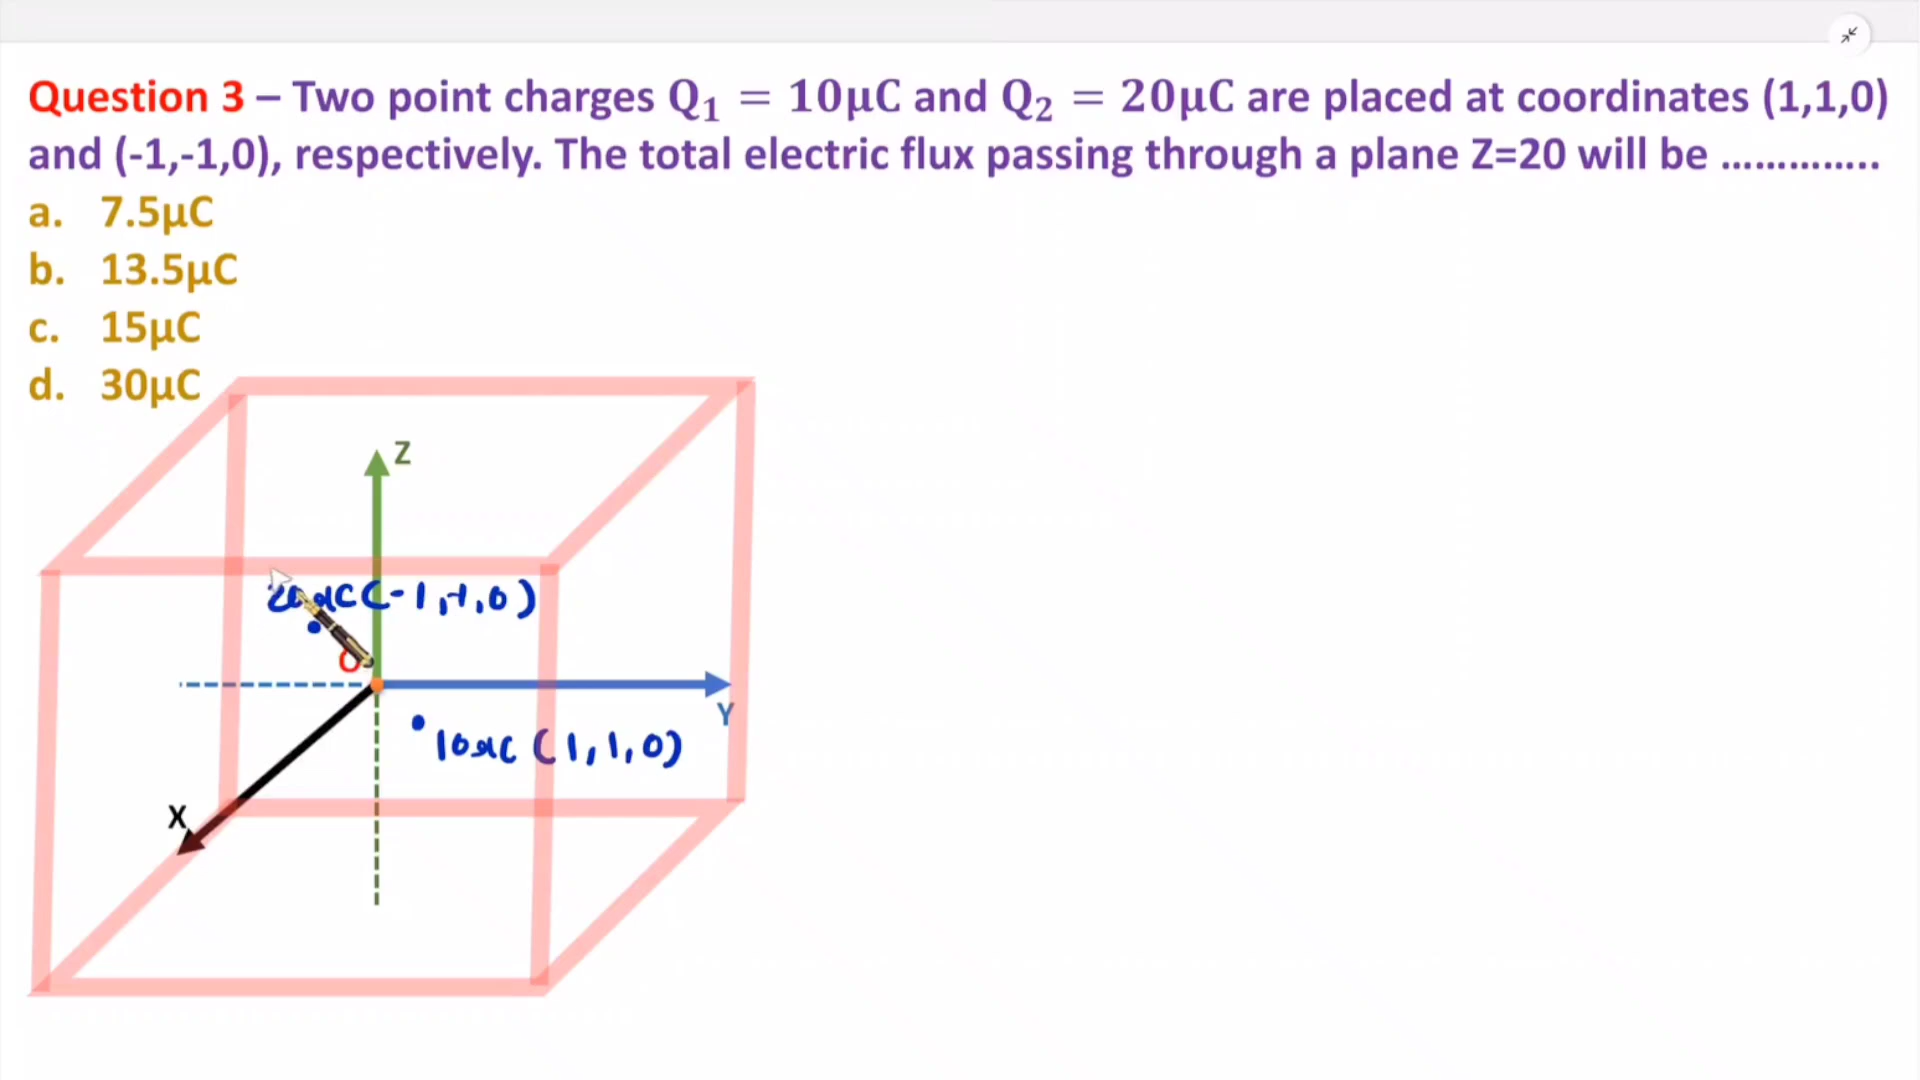 Question 3 – Two point charges Q₁ = 10μC and Q₂ = 20μC are placed at coordinates (1,1,0)
and (-1,-1,0), respectively. The total electric flux passing through a plane Z=20 will be …………..
a. 7.5μC
b. 13.5μC
c. 15μC
d. 30μC
Z
(-1,-1,0)
O
Y
10μC (1,1,0)
X